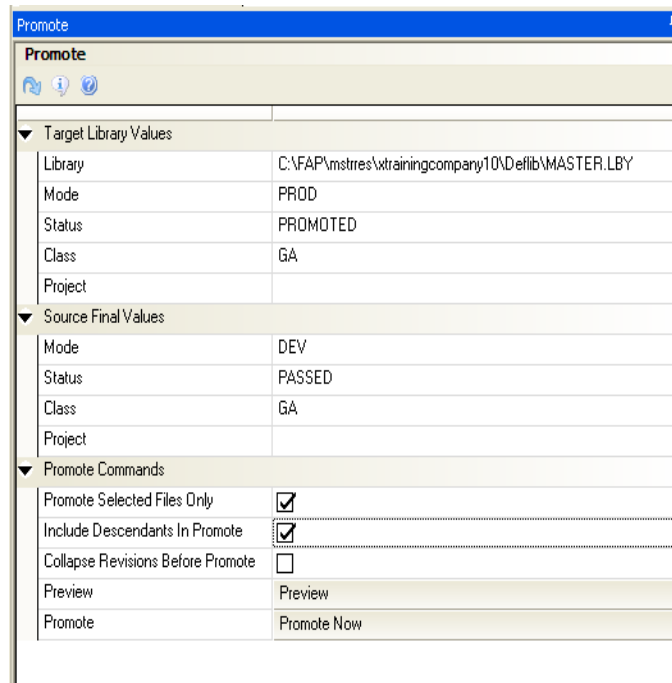 Promote
Promote
Target Library Values
Library C:\FAP\mstrres\xtrainingcompany10\Deflib\MASTER.LBY
Mode PROD
Status PROMOTED
Class GA
Project
Source Final Values
Mode DEV
Status PASSED
Class GA
Project
Promote Commands
Promote Selected Files Only
Include Descendants In Promote
Collapse Revisions Before Promote
Preview Preview
Promote Promote Now